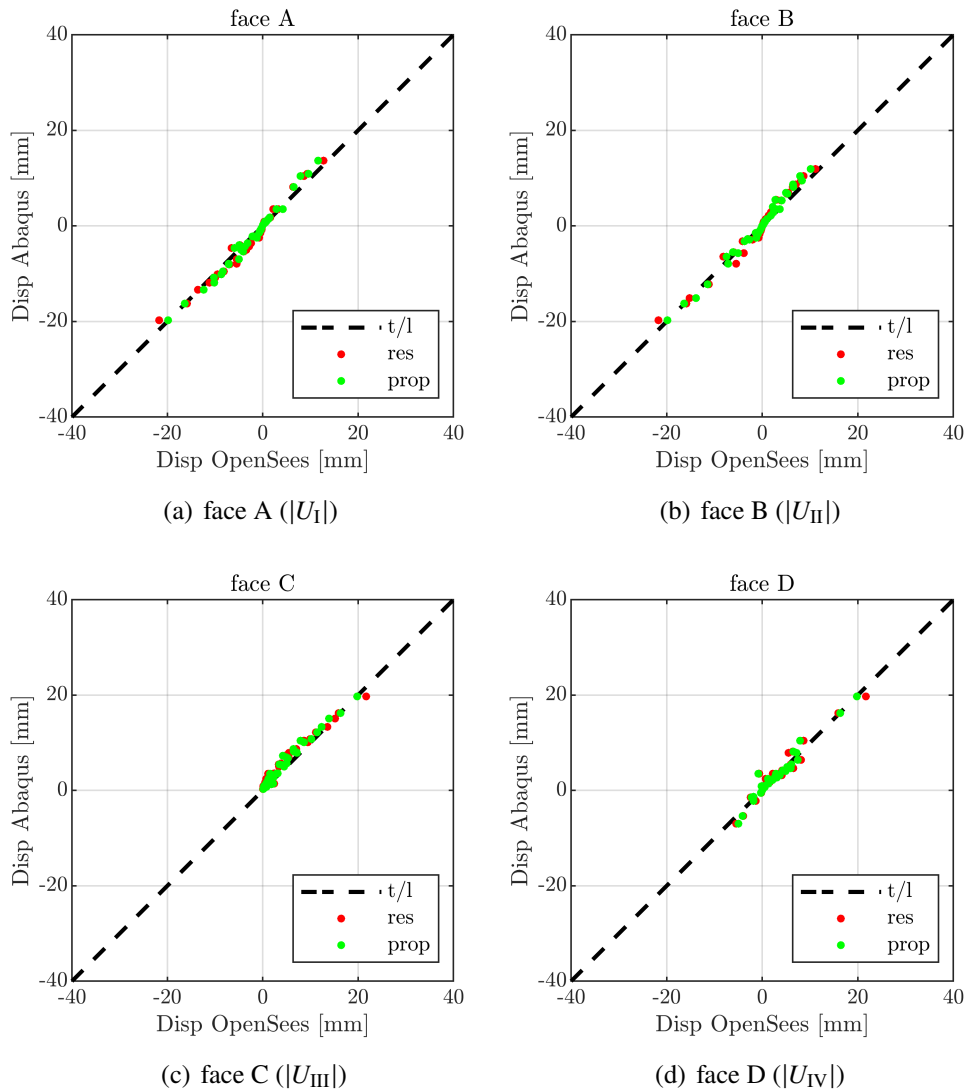 face A
40
20
0
-20
-40
-40
-20
0
20
40
Disp Abaqus [mm]
Disp OpenSees [mm]
t/l
res
prop
(a) face A (|U_I|)
face B
40
20
0
-20
-40
-40
-20
0
20
40
Disp Abaqus [mm]
Disp OpenSees [mm]
t/l
res
prop
(b) face B (|U_II|)
face C
40
20
0
-20
-40
-40
-20
0
20
40
Disp Abaqus [mm]
Disp OpenSees [mm]
t/l
res
prop
(c) face C (|U_III|)
face D
40
20
0
-20
-40
-40
-20
0
20
40
Disp Abaqus [mm]
Disp OpenSees [mm]
t/l
res
prop
(d) face D (|U_IV|)